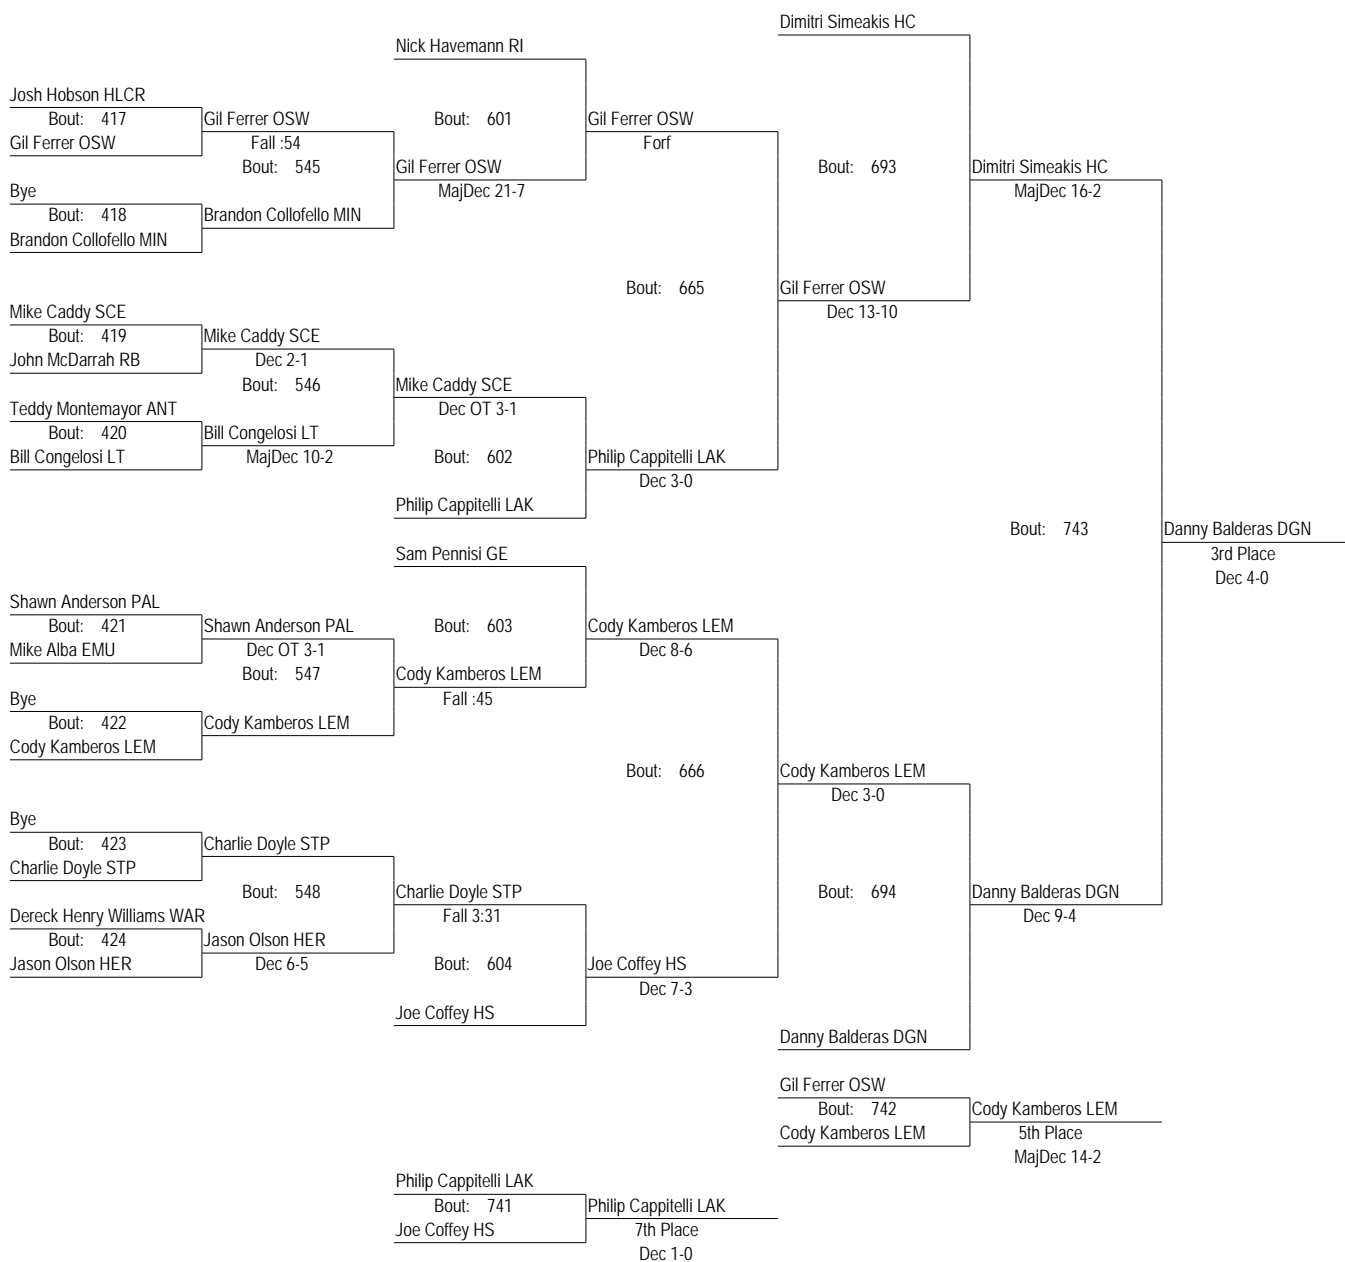 Dimitri Simeakis HC
Nick Havemann RI
Josh Hobson HLCR
Bout: 417
Gil Ferrer OSW
Gil Ferrer OSW
Fall :54
Bout: 545
Bout: 601
Gil Ferrer OSW
Forf
Gil Ferrer OSW
MajDec 21-7
Bout: 693
Dimitri Simeakis HC
MajDec 16-2
Bye
Bout: 418
Brandon Collofello MIN
Brandon Collofello MIN
Bout: 665
Gil Ferrer OSW
Dec 13-10
Mike Caddy SCE
Bout: 419
John McDarrah RB
Mike Caddy SCE
Dec 2-1
Bout: 546
Mike Caddy SCE
Dec OT 3-1
Teddy Montemayor ANT
Bout: 420
Bill Congelosi LT
Bill Congelosi LT
MajDec 10-2
Bout: 602
Philip Cappitelli LAK
Dec 3-0
Philip Cappitelli LAK
Bout: 743
Danny Balderas DGN
3rd Place
Dec 4-0
Sam Pennisi GE
Shawn Anderson PAL
Bout: 421
Mike Alba EMU
Shawn Anderson PAL
Dec OT 3-1
Bout: 547
Bout: 603
Cody Kamberos LEM
Dec 8-6
Cody Kamberos LEM
Fall :45
Bye
Bout: 422
Cody Kamberos LEM
Cody Kamberos LEM
Bout: 666
Cody Kamberos LEM
Dec 3-0
Bye
Bout: 423
Charlie Doyle STP
Charlie Doyle STP
Bout: 548
Charlie Doyle STP
Fall 3:31
Bout: 694
Danny Balderas DGN
Dec 9-4
Dereck Henry Williams WAR
Bout: 424
Jason Olson HER
Jason Olson HER
Dec 6-5
Bout: 604
Joe Coffey HS
Dec 7-3
Joe Coffey HS
Danny Balderas DGN
Gil Ferrer OSW
Bout: 742
Cody Kamberos LEM
Cody Kamberos LEM
5th Place
MajDec 14-2
Philip Cappitelli LAK
Bout: 741
Joe Coffey HS
Philip Cappitelli LAK
7th Place
Dec 1-0